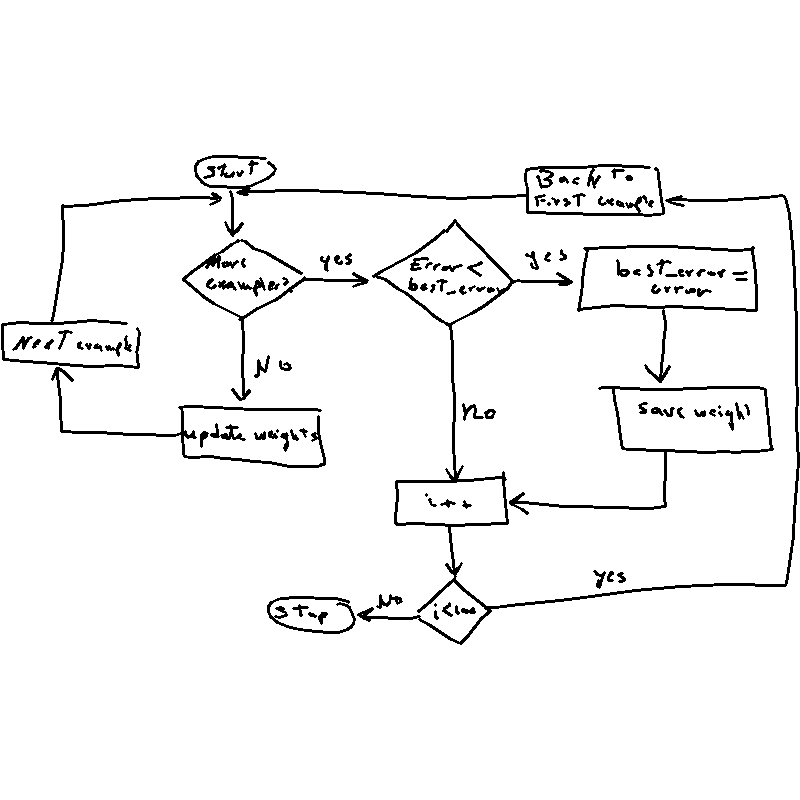 Start
Back To
First example
More
examples?
yes
Error <
best_error
yes
best_error =
error
Next example
No
update weights
no
save weight
i++
i<100
No
Stop
yes